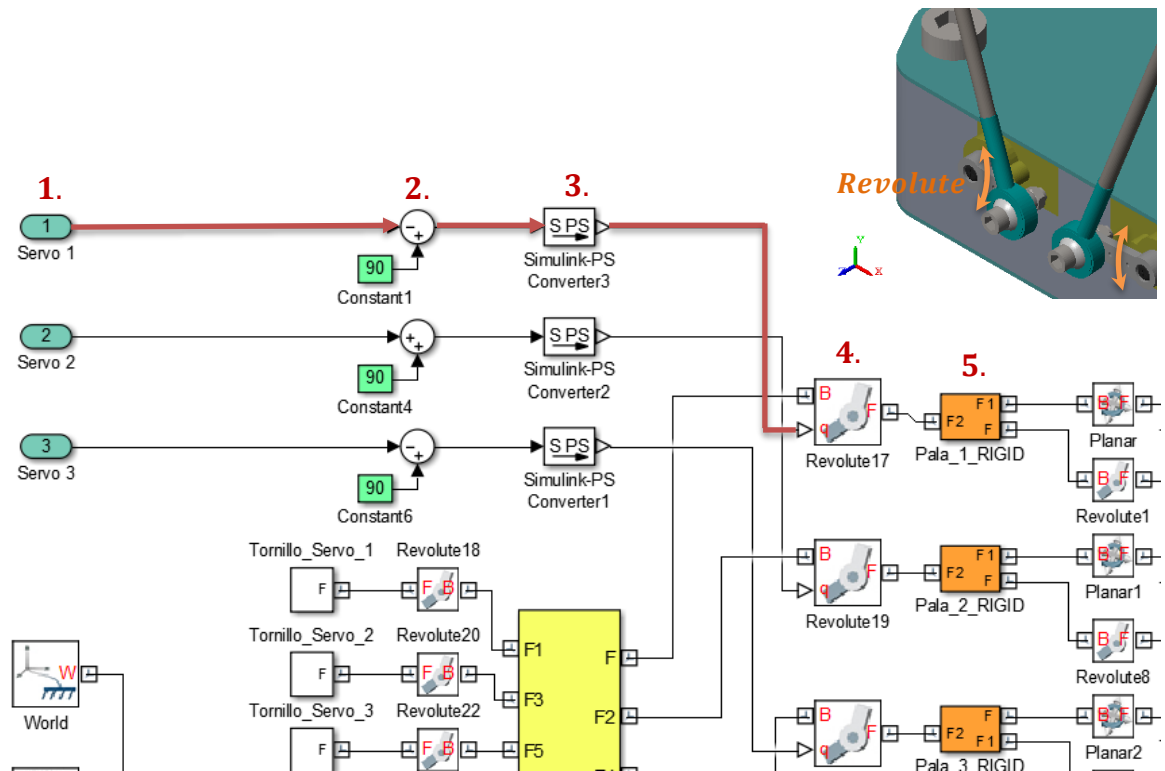 1.
2.
3.
Revolute
Y
Z
X
1
Servo 1
−
+
S PS
90
Constant1
Simulink-PS
Converter3
2
Servo 2
+
+
S PS
90
Constant4
Simulink-PS
Converter2
4.
5.
B
F
q
Revolute17
F2
F1
F
Pala_1_RIGID
B F
Planar
B F
Revolute1
3
Servo 3
−
+
S PS
90
Constant6
Simulink-PS
Converter1
Tornillo_Servo_1
Revolute18
F
F B
B
F
q
Revolute19
F2
F1
F
Pala_2_RIGID
B F
Planar1
B F
Revolute8
Tornillo_Servo_2
Revolute20
F
F B
W
World
Tornillo_Servo_3
Revolute22
F
F B
F1
F3
F5
F
F2
B
F
q
F2
F
F1
Pala_3_RIGID
B F
Planar2